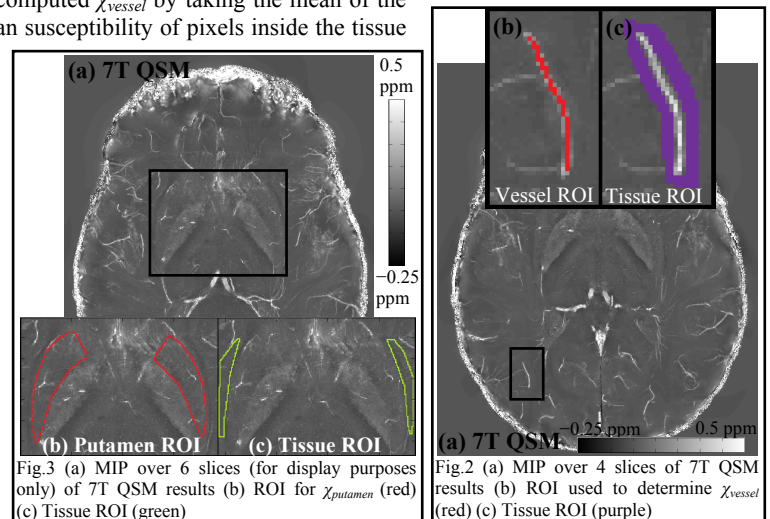 computed χvessel by taking the mean of the
an susceptibility of pixels inside the tissue
(a) 7T QSM
0.5
ppm
−0.25
ppm
(b) Putamen ROI
(c) Tissue ROI
Fig.3 (a) MIP over 6 slices (for display purposes
only) of 7T QSM results (b) ROI for χputamen (red)
(c) Tissue ROI (green)
(b)
(c)
Vessel ROI
Tissue ROI
−0.25 ppm
0.5 ppm
(a) 7T QSM
Fig.2 (a) MIP over 4 slices of 7T QSM
results (b) ROI used to determine χvessel
(red) (c) Tissue ROI (purple)